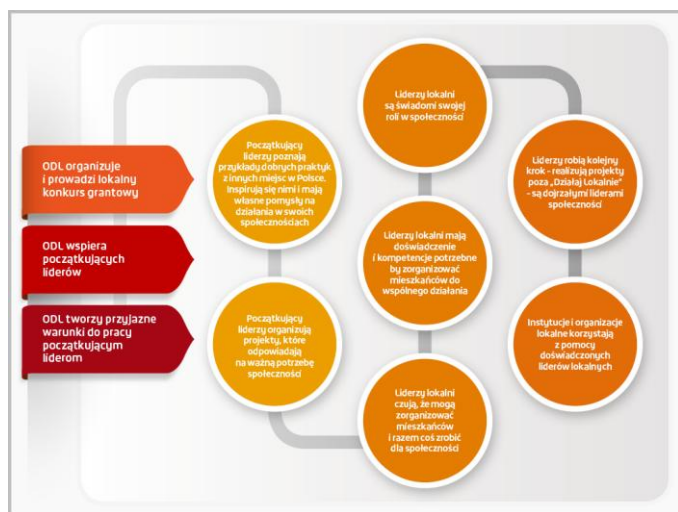 ODL organizuje
i prowadzi lokalny
konkurs grantowy
ODL wspiera
początkujących
liderów
ODL tworzy przyjazne
warunki do pracy
początkującym
liderom
Początkujący
liderzy poznają
przykłady dobrych praktyk
z innych miejsc w Polsce.
Inspirują się nimi i mają
własne pomysły na
działania w swoich
społecznościach
Początkujący
liderzy organizują
projekty, które
odpowiadają
na ważną potrzebę
społeczności
Liderzy lokalni
czują, że mogą
zorganizować
mieszkańców
i razem coś zrobić
dla społeczności
Liderzy lokalni mają
doświadczenie
i kompetencje potrzebne
by zorganizować
mieszkańców do
wspólnego działania
Liderzy lokalni
są świadomi swojej
roli w społeczności
Liderzy robią kolejny
krok - realizują projekty
poza „Działaj Lokalnie"
- są dojrzałymi liderami
społeczności
Instytucje i organizacje
lokalne korzystają
z pomocy
doświadczonych
liderów lokalnych